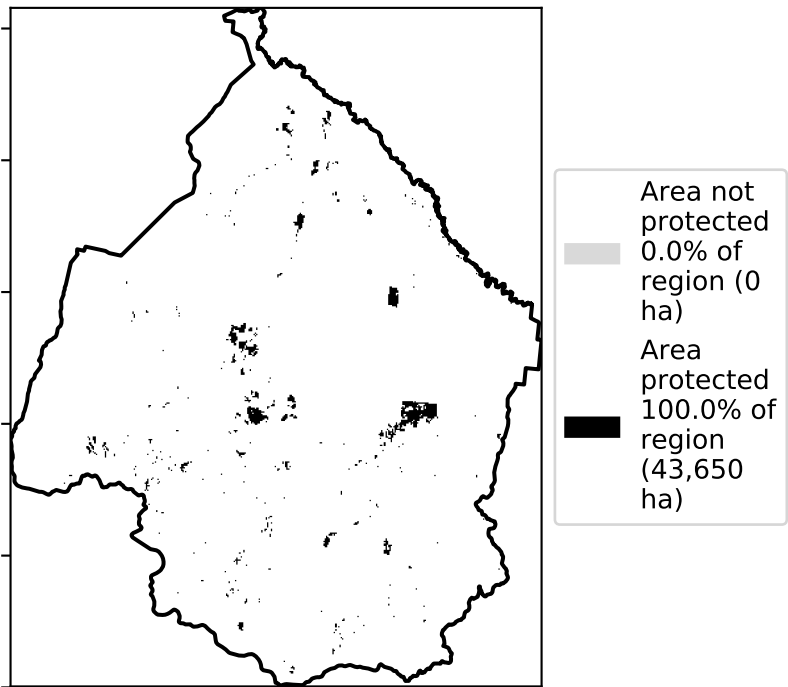 Area not
protected
0.0% of
region (0
ha)
Area
protected
100.0% of
region
(43,650
ha)